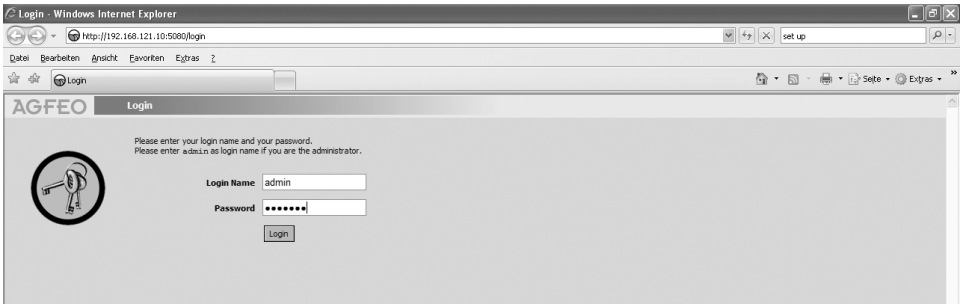 Login - Windows Internet Explorer
http://192.168.121.10:5080/login
set up
Datei Bearbeiten Ansicht Favoriten Extras ?
Login
Seite Extras
AGFEO Login
Please enter your login name and your password.
Please enter admin as login name if you are the administrator.
Login Name admin
Password •••••••
Login